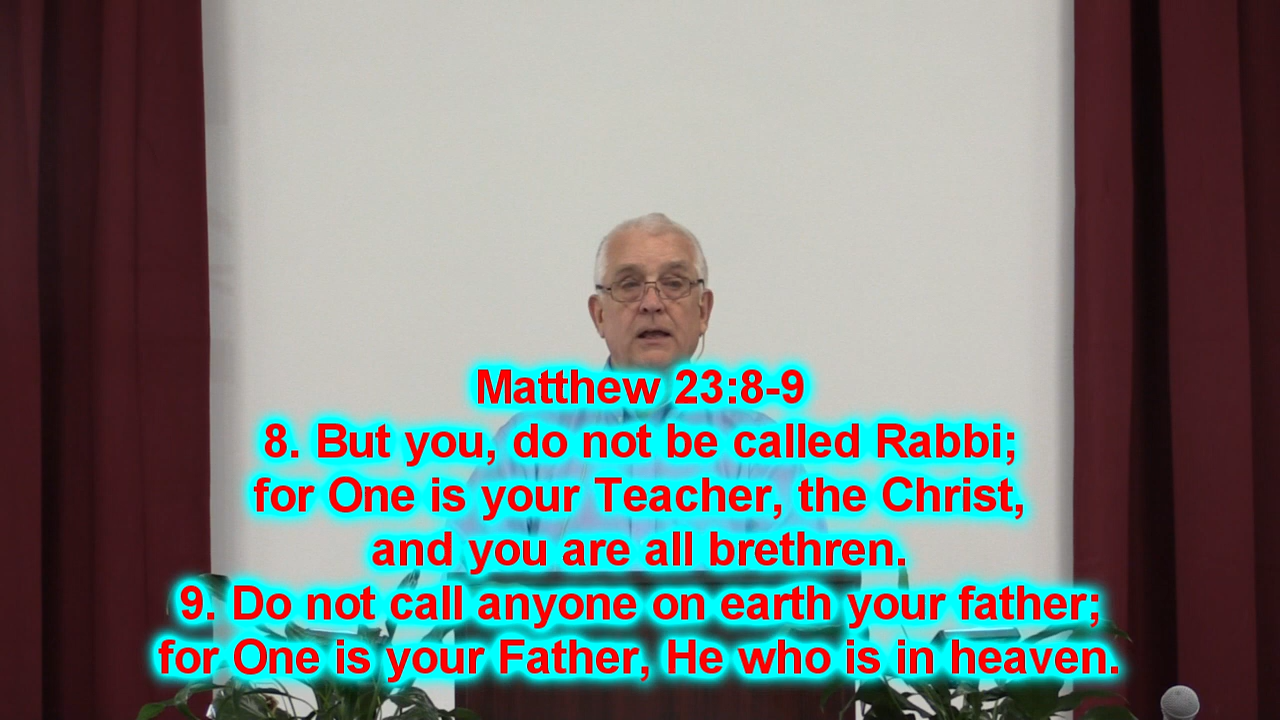 Matthew 23:8-9
8. But you, do not be called Rabbi;
for One is your Teacher, the Christ,
and you are all brethren.
9. Do not call anyone on earth your father;
for One is your Father, He who is in heaven.